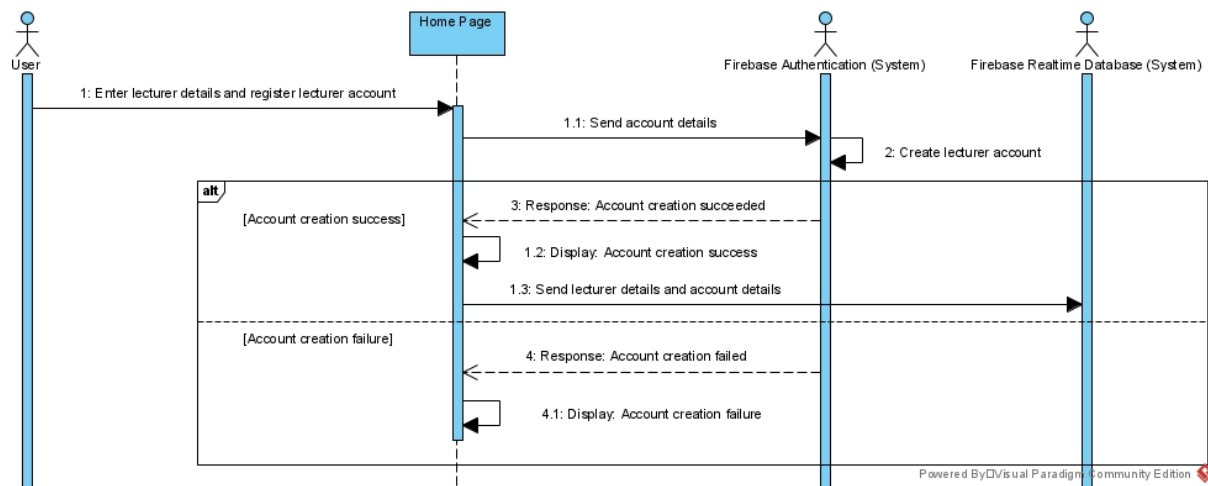 Home Page
User
Firebase Authentication (System)
Firebase Realtime Database (System)
1: Enter lecturer details and register lecturer account
1.1: Send account details
2: Create lecturer account
alt
[Account creation success]
3: Response: Account creation succeeded
1.2: Display: Account creation success
1.3: Send lecturer details and account details
[Account creation failure]
4: Response: Account creation failed
4.1: Display: Account creation failure
Powered By□Visual Paradigm Community Edition